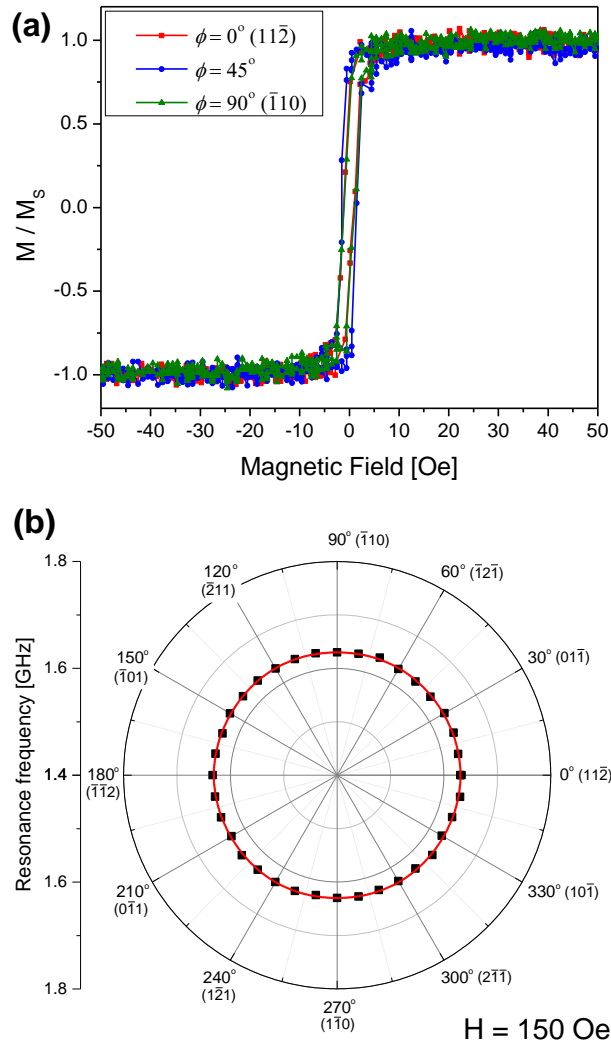 (a)
ϕ = 0° (112̄)
ϕ = 45°
ϕ = 90° (1̄10)
1.0
0.5
0.0
-0.5
-1.0
M / M_S
-50 -40 -30 -20 -10 0 10 20 30 40 50
Magnetic Field [Oe]
(b)
1.8
1.6
1.4
1.6
1.8
Resonance frequency [GHz]
90° (1̄10)
120°
(2̄11)
60° (1̄21̄)
150°
(1̄01)
30° (011̄)
180°
(1̄1̄2)
0° (112̄)
210°
(01̄1)
330° (101̄)
240°
(12̄1)
300° (21̄1̄)
270°
(11̄0)
H = 150 Oe